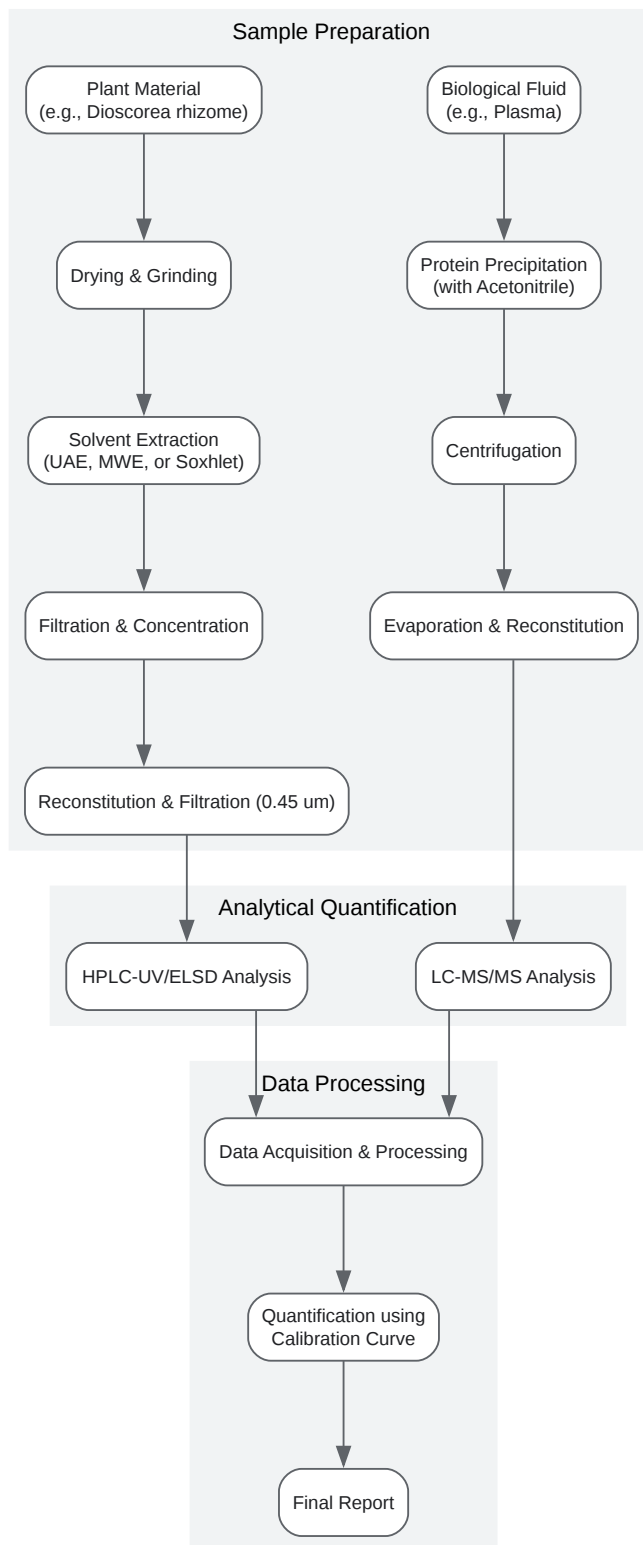 Sample Preparation
Plant Material
(e.g., Dioscorea rhizome)
Biological Fluid
(e.g., Plasma)
Drying & Grinding
Protein Precipitation
(with Acetonitrile)
Solvent Extraction
(UAE, MWE, or Soxhlet)
Centrifugation
Filtration & Concentration
Evaporation & Reconstitution
Reconstitution & Filtration (0.45 um)
Analytical Quantification
HPLC-UV/ELSD Analysis
LC-MS/MS Analysis
Data Processing
Data Acquisition & Processing
Quantification using
Calibration Curve
Final Report